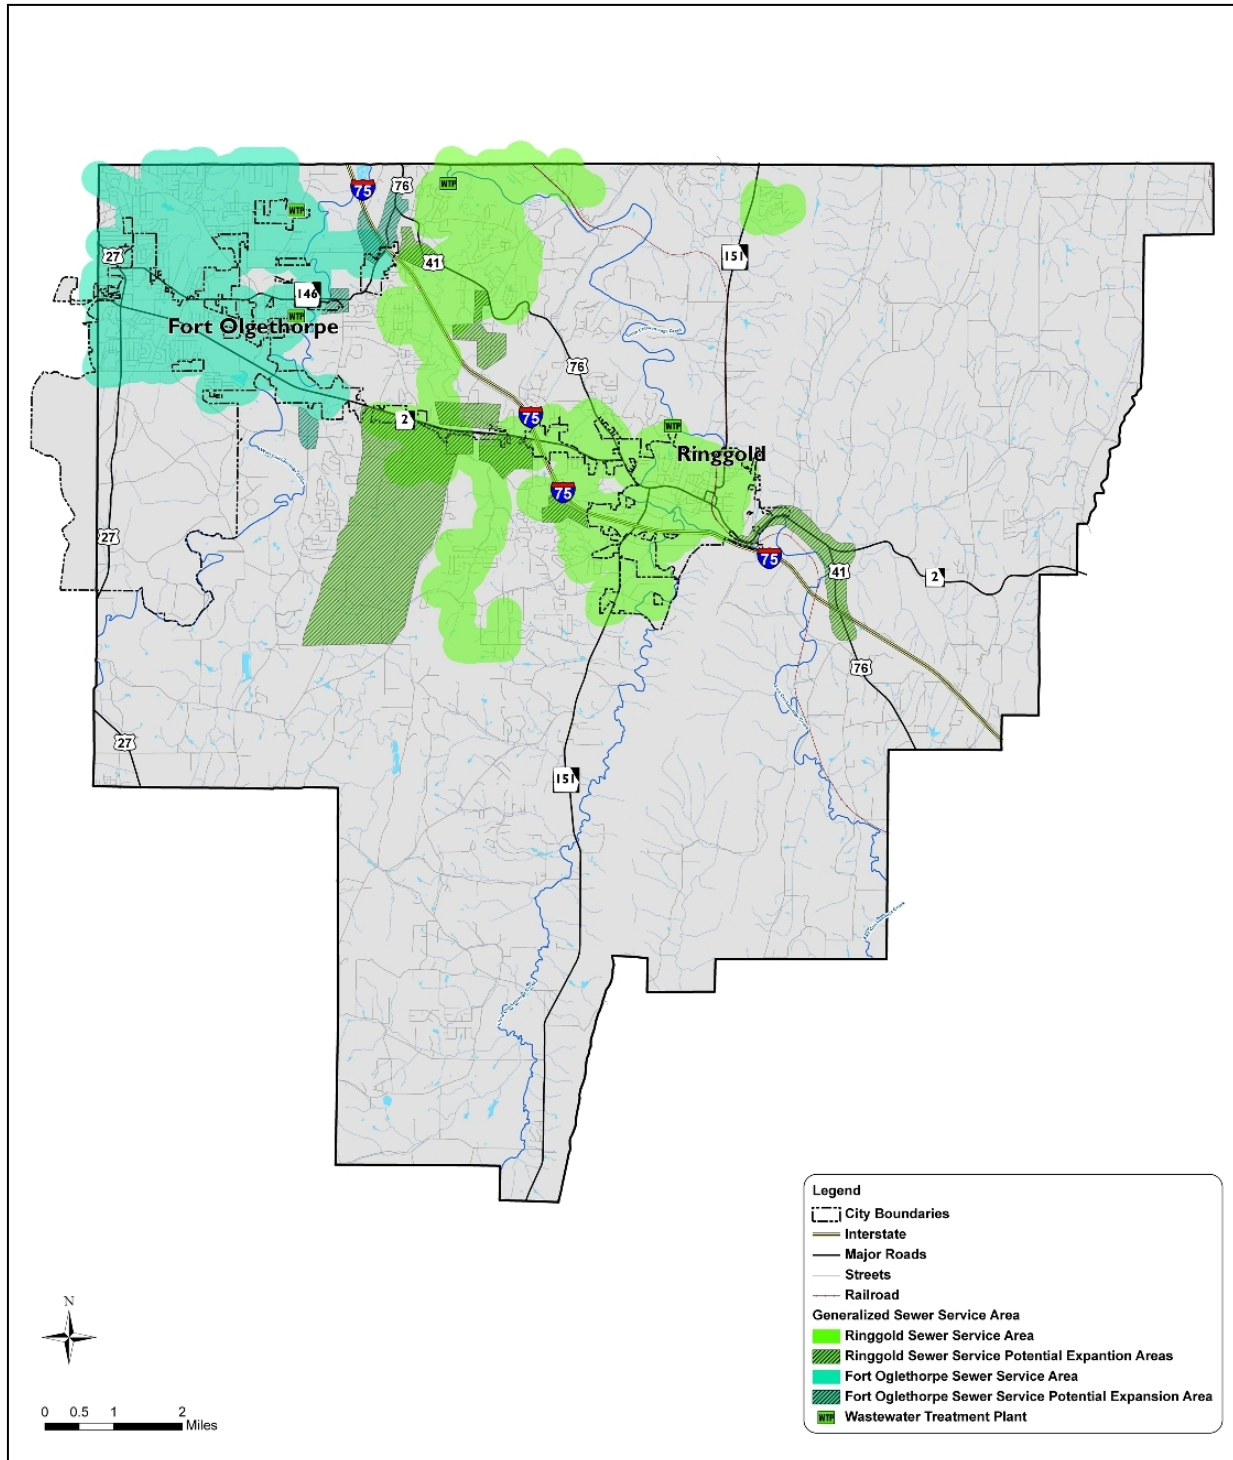 75
76
WTP
WTP
27
41
151
146
WTP
Fort Olgethorpe
76
75
2
WTP
Ringgold
75
27
75
41
2
76
27
151
Legend
City Boundaries
Interstate
Major Roads
Streets
Railroad
Generalized Sewer Service Area
Ringgold Sewer Service Area
Ringgold Sewer Service Potential Expantion Areas
Fort Oglethorpe Sewer Service Area
Fort Oglethorpe Sewer Service Potential Expansion Area
WTP Wastewater Treatment Plant
N
0 0.5 1 2
Miles